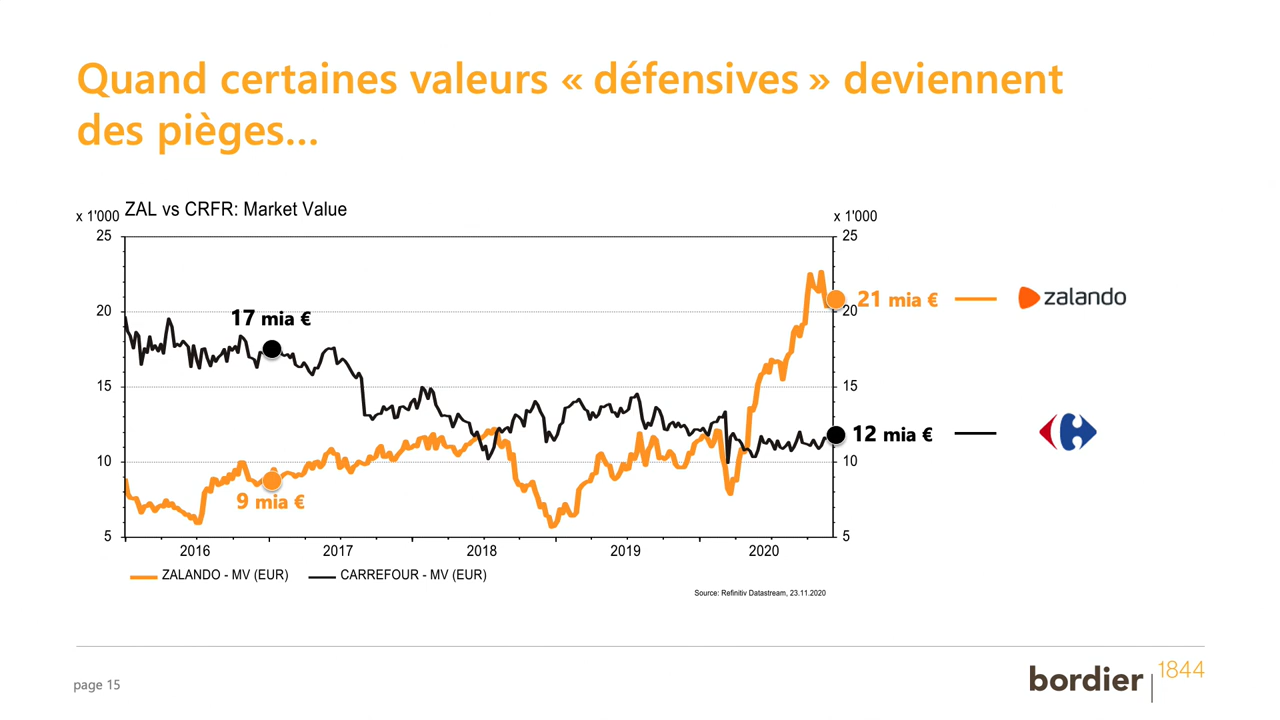 Quand certaines valeurs « défensives » deviennent
des pièges...
ZAL vs CRFR: Market Value
x 1'000
x 1'000
25
25
20
20
15
15
10
10
5
5
17 mia €
9 mia €
21 mia €
zalando
12 mia €
2016
2017
2018
2019
2020
ZALANDO - MV (EUR)
CARREFOUR - MV (EUR)
Source: Refinitiv Datastream, 23.11.2020
page 15
bordier
1844